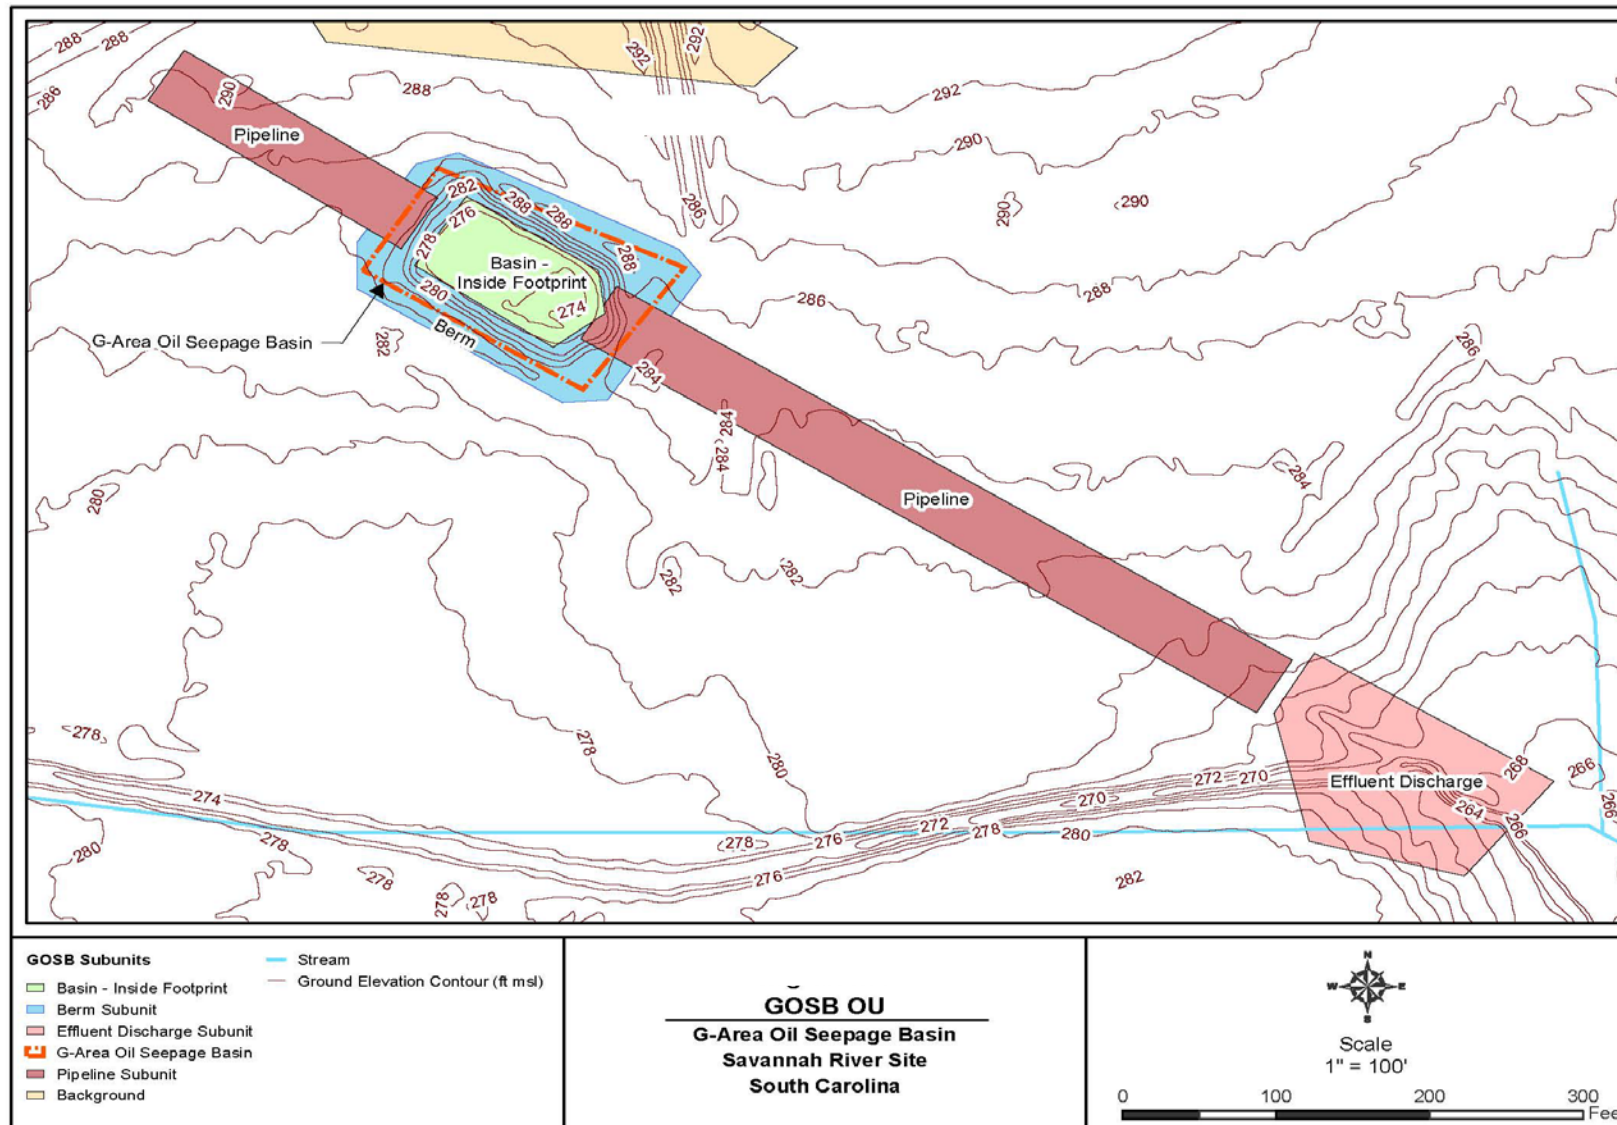 288
288
286
290
288
292
292
292
290
290
290
288
286
286
286
Pipeline
282
288
288
276
278
288
Basin -
Inside Footprint
280
274
G-Area Oil Seepage Basin
Berm
282
284
284
284
284
280
Pipeline
282
282
278
278
280
274
278
280
278
276
272
278
280
272
270
270
Effluent Discharge
268
266
264
266
266
278
278
278
276
282
GOSB Subunits
Basin - Inside Footprint
Berm Subunit
Effluent Discharge Subunit
G-Area Oil Seepage Basin
Pipeline Subunit
Background
Stream
Ground Elevation Contour (ft msl)
GOSB OU
G-Area Oil Seepage Basin
Savannah River Site
South Carolina
N
W E
S
Scale
1" = 100'
0 100 200 300
Fee